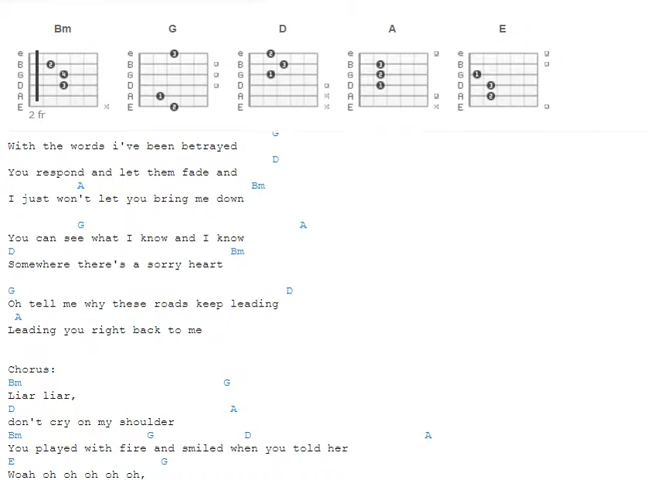 Bm G D A E
e B G D A E
e B G D A E
e B G D A E
e B G D A E
e B G D A E
2 fr
G
With the words i've been betrayed
D
You respond and let them fade and
A Bm
I just won't let you bring me down
G A
You can see what I know and I know
D Bm
Somewhere there's a sorry heart
G D
Oh tell me why these roads keep leading
A
Leading you right back to me
Chorus:
Bm G
Liar liar,
D A
don't cry on my shoulder
Bm G D A
You played with fire and smiled when you told her
E G
Woah oh oh oh oh oh,